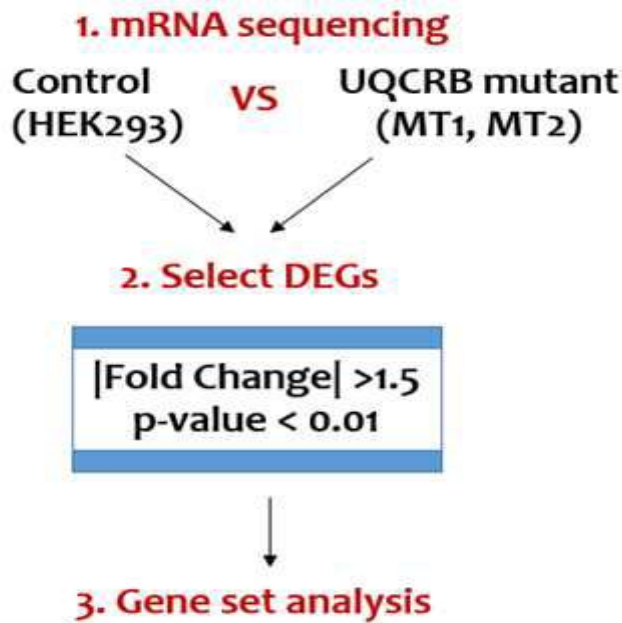 1. mRNA sequencing
Control VS UQCRB mutant
(HEK293) (MT1, MT2)
2. Select DEGs
|Fold Change| >1.5
p-value < 0.01
3. Gene set analysis